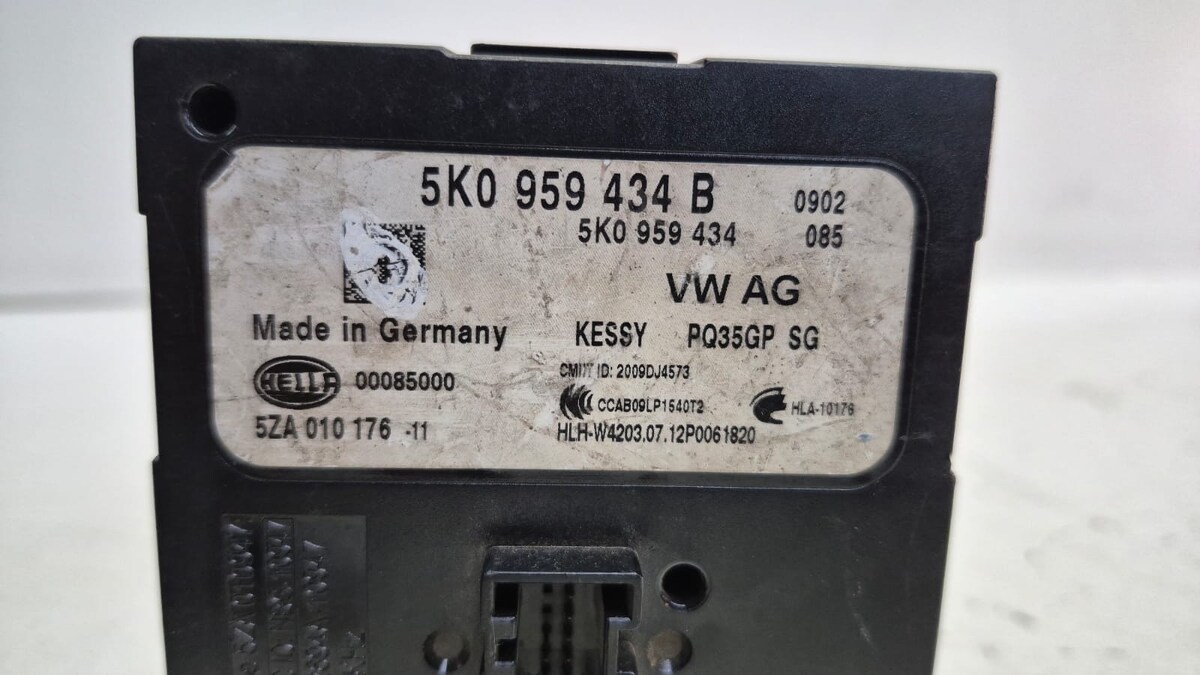 5K0 959 434 B 0902
5K0 959 434 085
VW AG
Made in Germany KESSY PQ35GP SG
CMIIT ID: 2009DJ4573
HELLA 00085000
CCAB09LP1540T2 HLA-10176
5ZA 010 176 -11 HLH-W4203.07.12P0061820